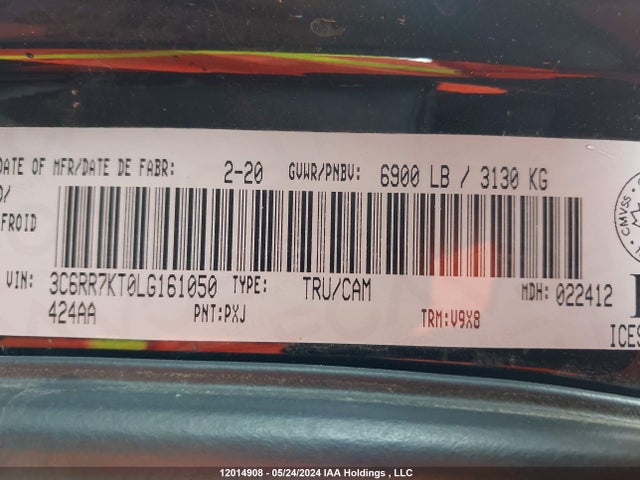 DATE OF MFR/DATE DE FABR: 2-20 GVWR/PNBV: 6900 LB / 3130 KG
FROID
CMVSS
VIN: 3C6RR7KT0LG161050 TYPE: TRU/CAM MDH: 022412
424AA PNT:PXJ TRM:V9X8
ICES
12014908 - 05/24/2024 IAA Holdings , LLC